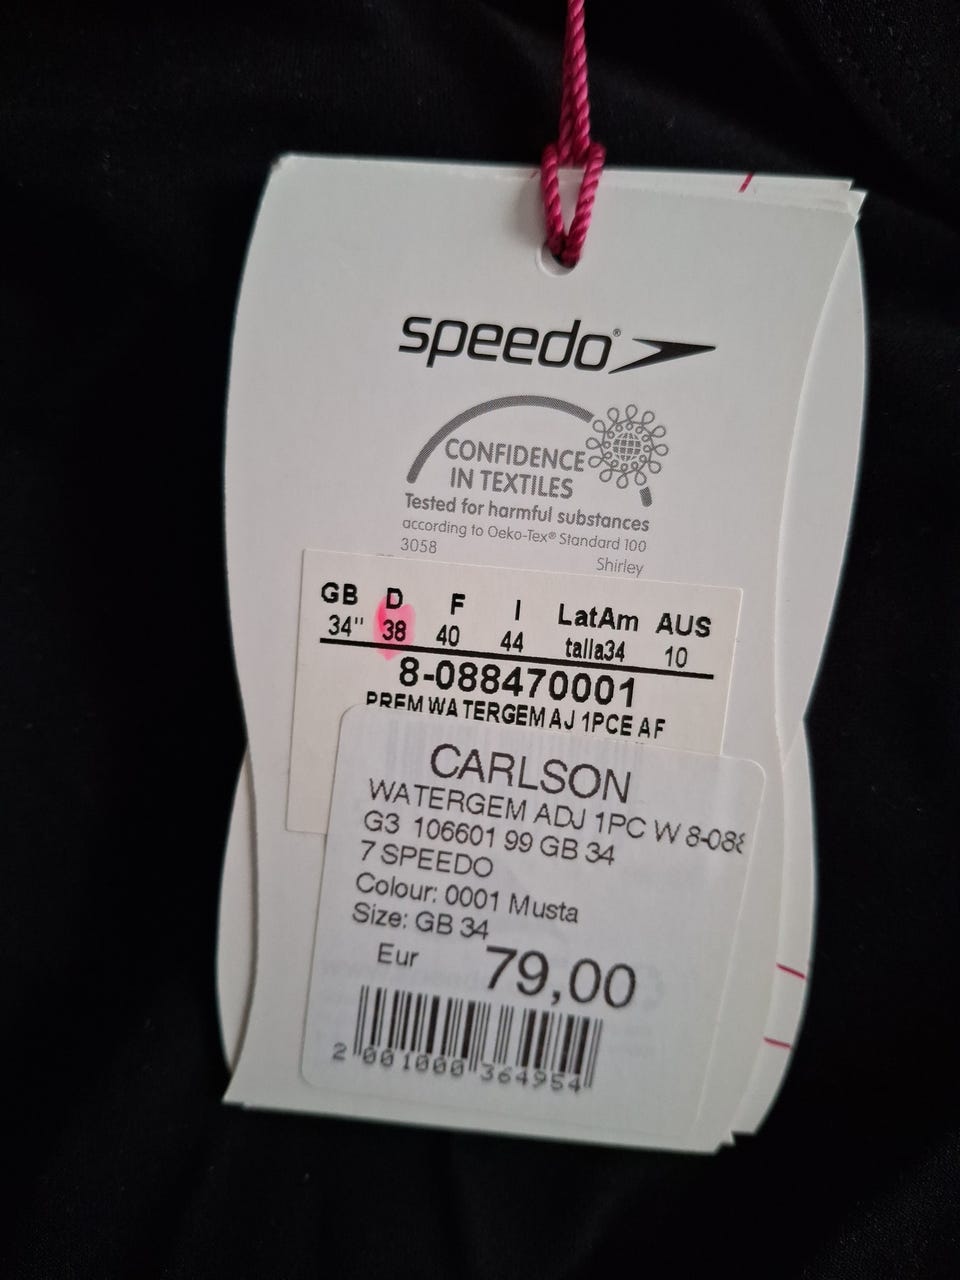 speedo®
CONFIDENCE
IN TEXTILES
Tested for harmful substances
according to Oeko-Tex® Standard 100
3058
Shirley
GB D F I LatAm AUS
34" 38 40 44 talla34 10
8-088470001
PREM WATERGEM AJ 1PCE AF
CARLSON
WATERGEM ADJ 1PC W 8-088
G3 106601 99 GB 34
7 SPEEDO
Colour: 0001 Musta
Size: GB 34
Eur 79,00
2 001000 364954